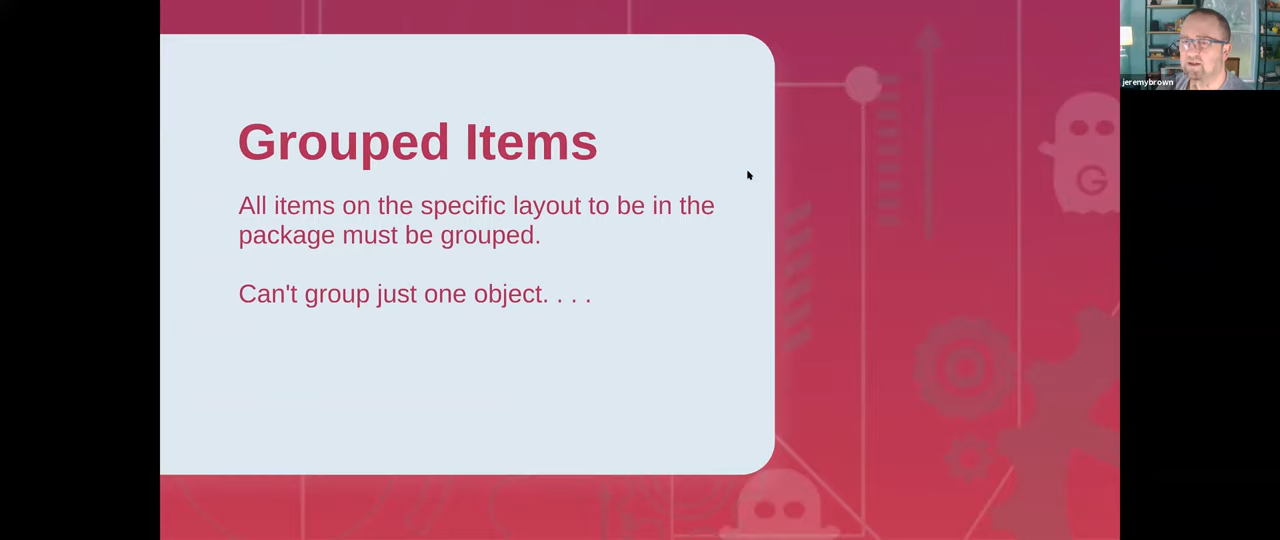 Grouped Items
All items on the specific layout to be in the
package must be grouped.
Can't group just one object. . . .
jeremybrown
G